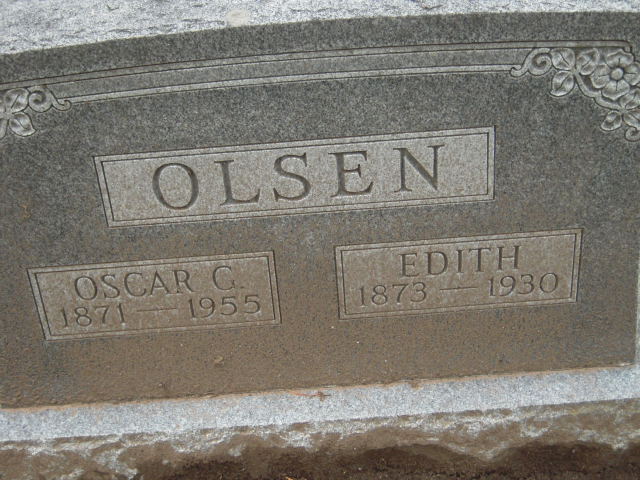 OLSEN
OSCAR G.
1871 — 1955
EDITH
1873 — 1930